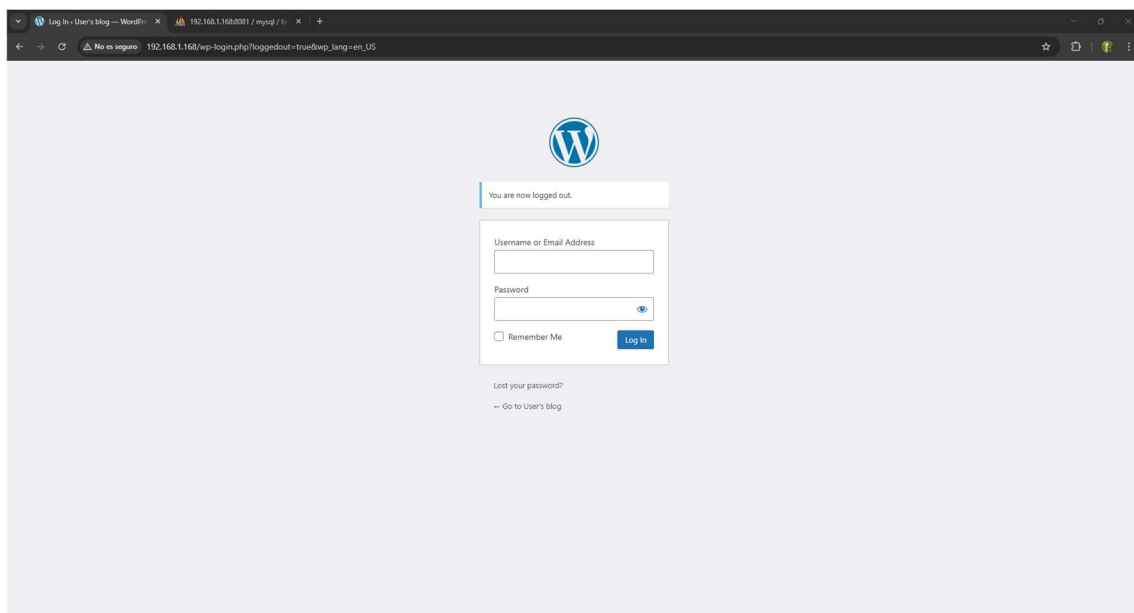 Log In ‹ User's blog — WordPr
192.168.1.168:8081 / mysql / b
No es seguro 192.168.1.168/wp-login.php?loggedout=true&wp_lang=en_US
You are now logged out.
Username or Email Address
Password
Remember Me
Log In
Lost your password?
← Go to User's blog